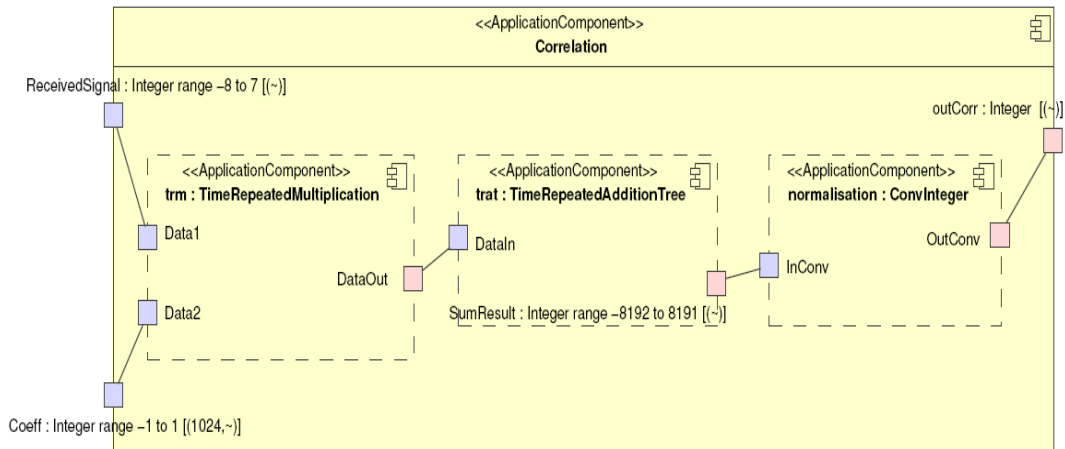 <<ApplicationComponent>>
Correlation
ReceivedSignal : Integer range −8 to 7 [(~)]
outCorr : Integer [(~)]
<<ApplicationComponent>>
trm : TimeRepeatedMultiplication
<<ApplicationComponent>>
trat : TimeRepeatedAdditionTree
<<ApplicationComponent>>
normalisation : ConvInteger
Data1
DataIn
OutConv
DataOut
InConv
Data2
SumResult : Integer range −8192 to 8191 [(~)]
Coeff : Integer range −1 to 1 [(1024,~)]